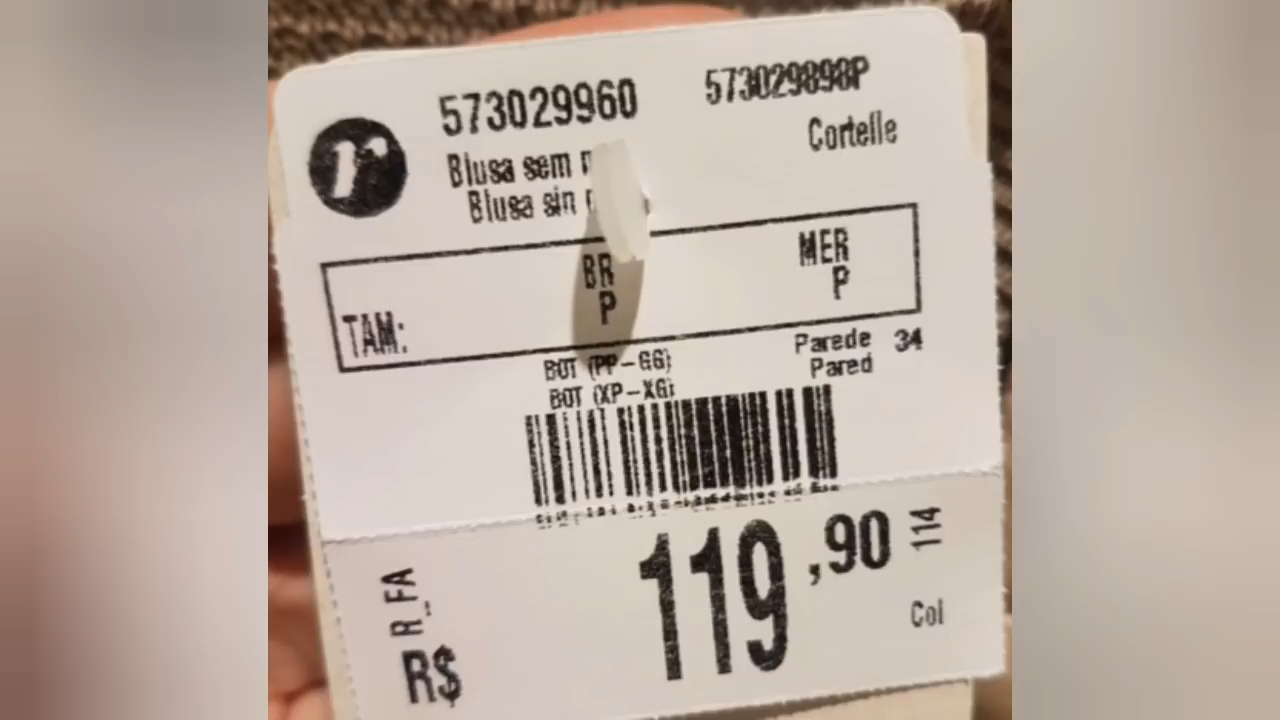 573029960 573029898P
r Cortelle
Blusa sem
Blusa sin
BR MER
TAM: P P
BOT (PP-GG) Parede 34
BOT (XP-XG) Pared
119,90 114
R_FA
R$ Col